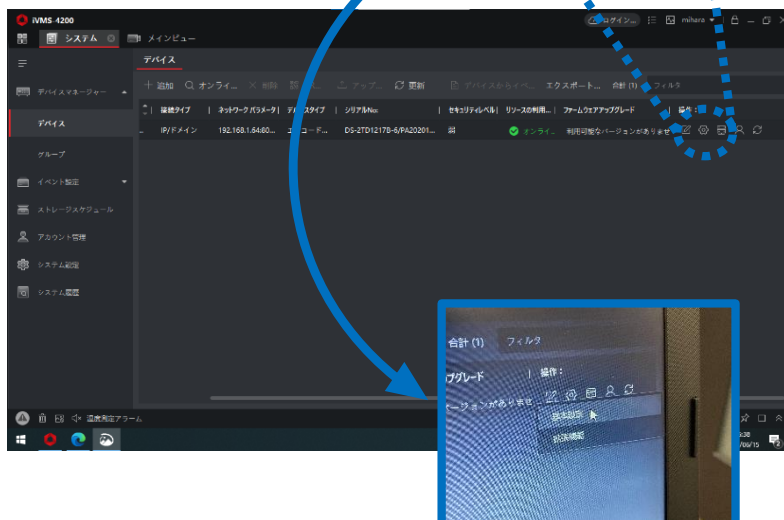 iVMS-4200
ログイン... mihara
システム メインビュー
デバイス
追加 オンライ... 削除 アップ... 更新 デバイスからイベ... エクスポート... 合計 (1) フィルタ
デバイスマネージャー
接続タイプ | ネットワークパラメータ| デバイスタイプ | シリアルNo: | セキュリティレベル| リソースの利用... | ファームウェアアップグレード | 操作：
デバイス
IP/ドメイン 192.168.1.64:80... エンコード... DS-2TD1217B-6/PA20201... 弱 オンライ... 利用可能なバージョンがありませ
グループ
イベント設定
ストレージスケジュール
アカウント管理
システム設定
システム履歴
合計 (1) フィルタ
プグレード | 操作：
ージョンがありませ
基本設定
拡張機能
温度測定アラーム